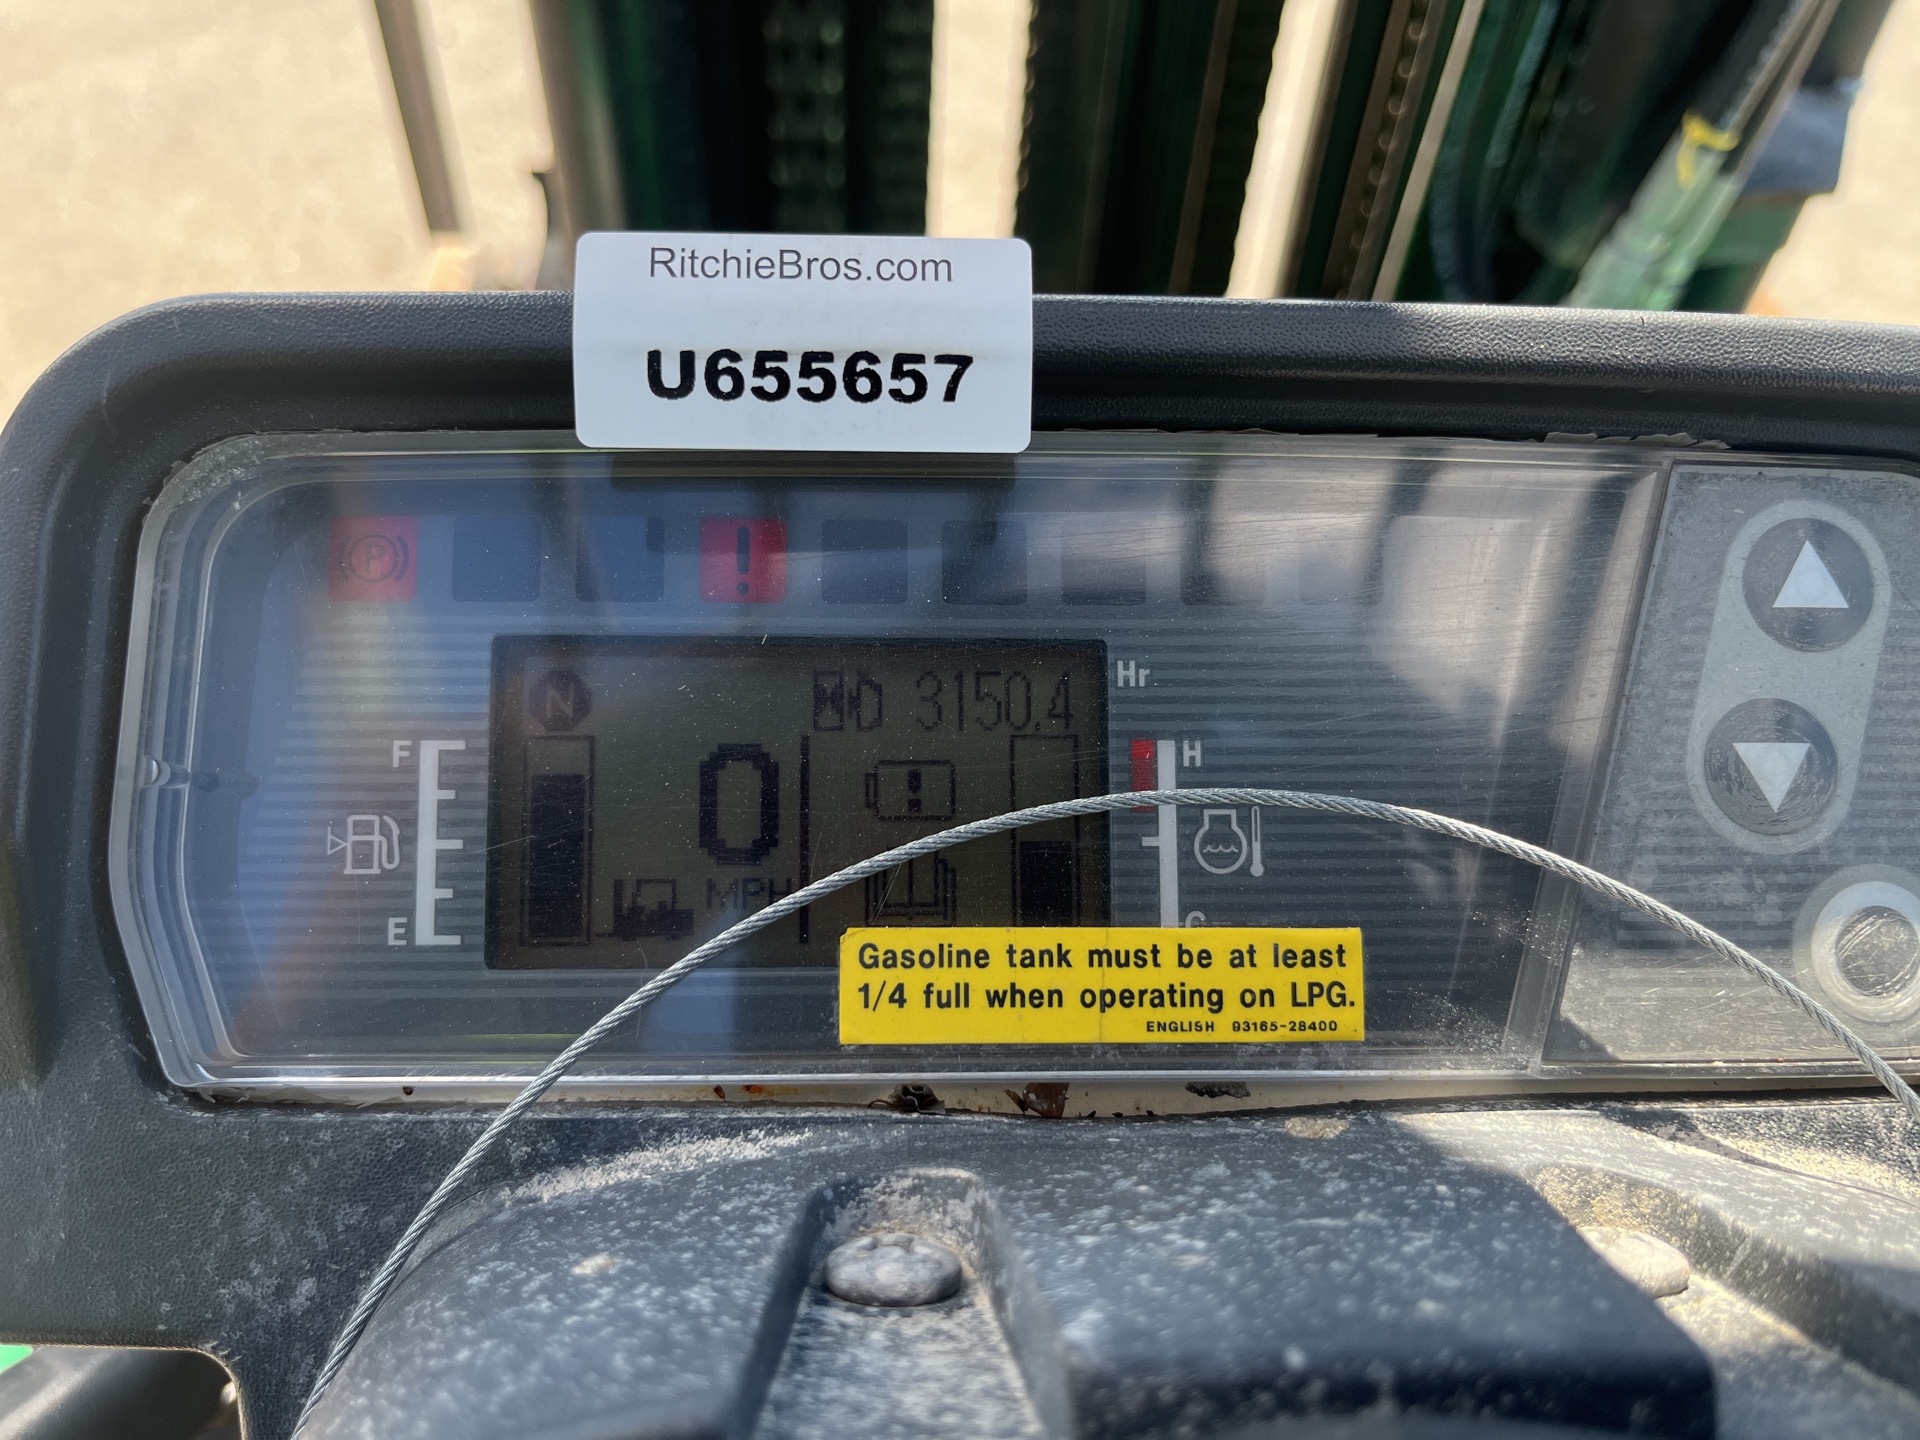 RitchieBros.com
U655657
P
!
N
3150.4
Hr
F
H
0
!
E
MPH
C
Gasoline tank must be at least
1/4 full when operating on LPG.
ENGLISH 93165-28400